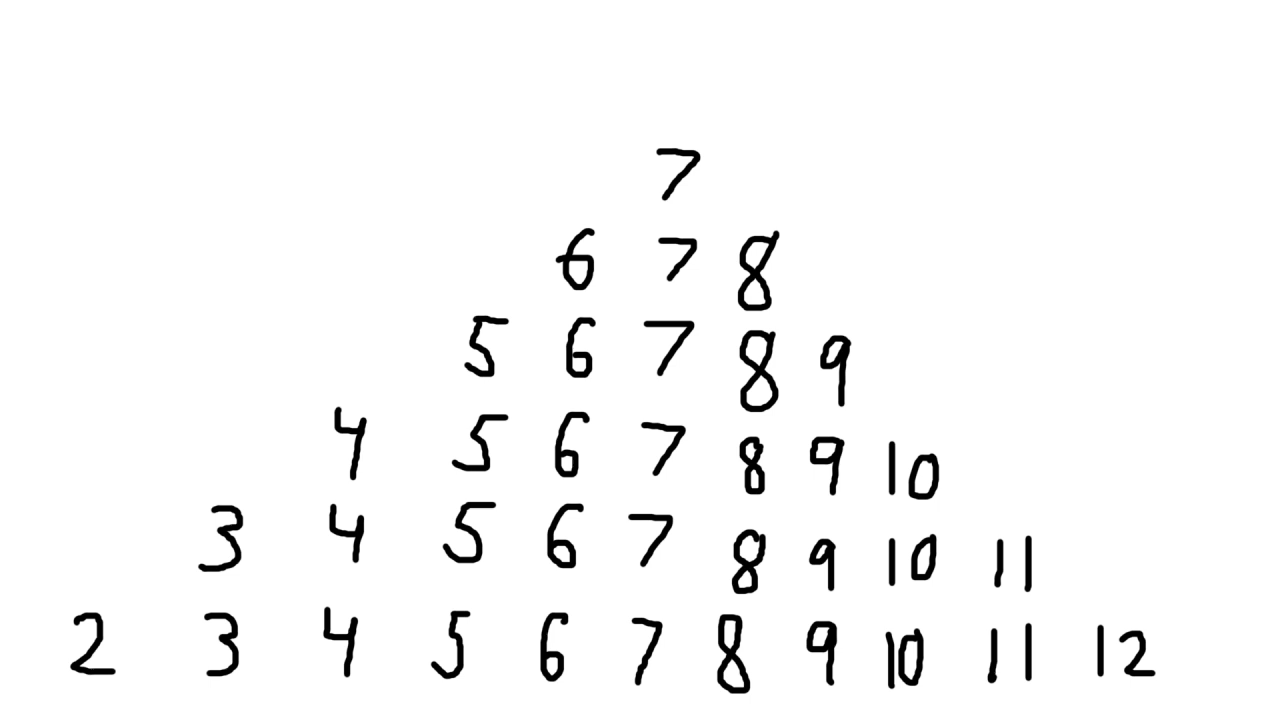 7
6 7 8
5 6 7 8 9
4 5 6 7 8 9 10
3 4 5 6 7 8 9 10 11
2 3 4 5 6 7 8 9 10 11 12